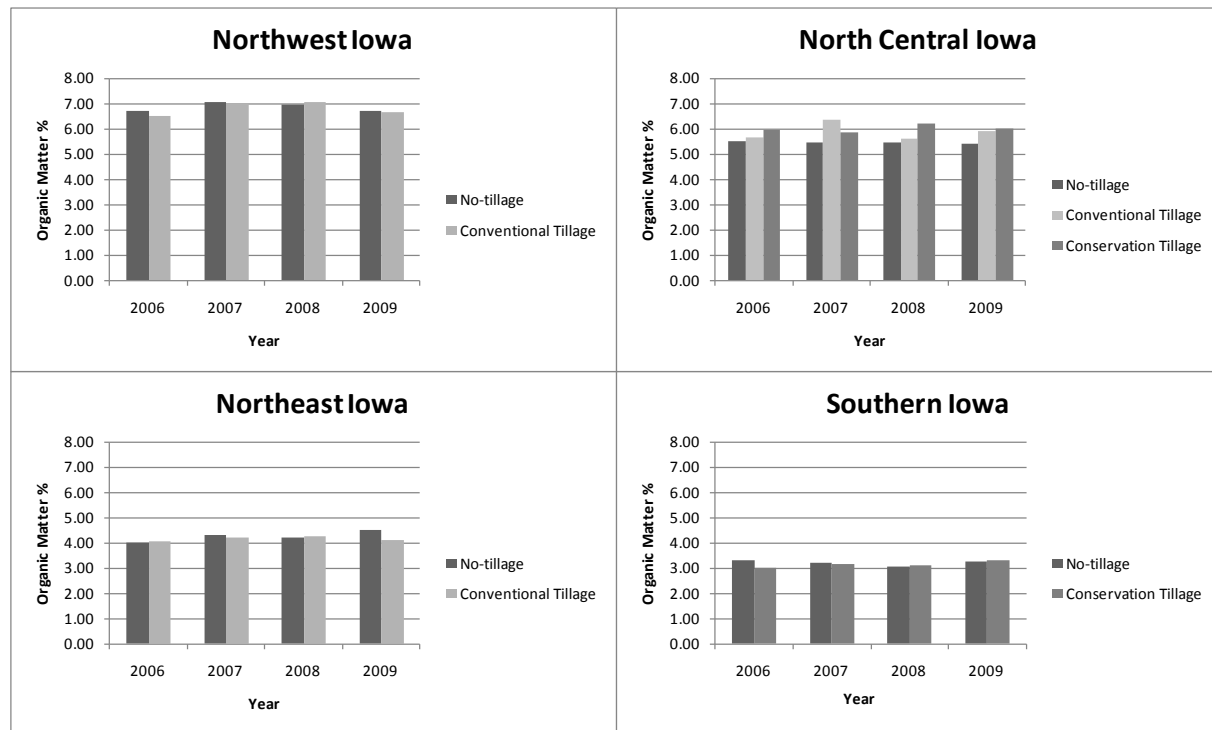 Northwest Iowa
8.00
7.00
6.00
5.00
4.00
3.00
2.00
1.00
0.00
Organic Matter %
2006 2007 2008 2009
Year
No-tillage
Conventional Tillage
North Central Iowa
8.00
7.00
6.00
5.00
4.00
3.00
2.00
1.00
0.00
Organic Matter %
2006 2007 2008 2009
Year
No-tillage
Conventional Tillage
Conservation Tillage
Northeast Iowa
8.00
7.00
6.00
5.00
4.00
3.00
2.00
1.00
0.00
Organic Matter %
2006 2007 2008 2009
Year
No-tillage
Conventional Tillage
Southern Iowa
8.00
7.00
6.00
5.00
4.00
3.00
2.00
1.00
0.00
Organic Matter %
2006 2007 2008 2009
Year
No-tillage
Conservation Tillage